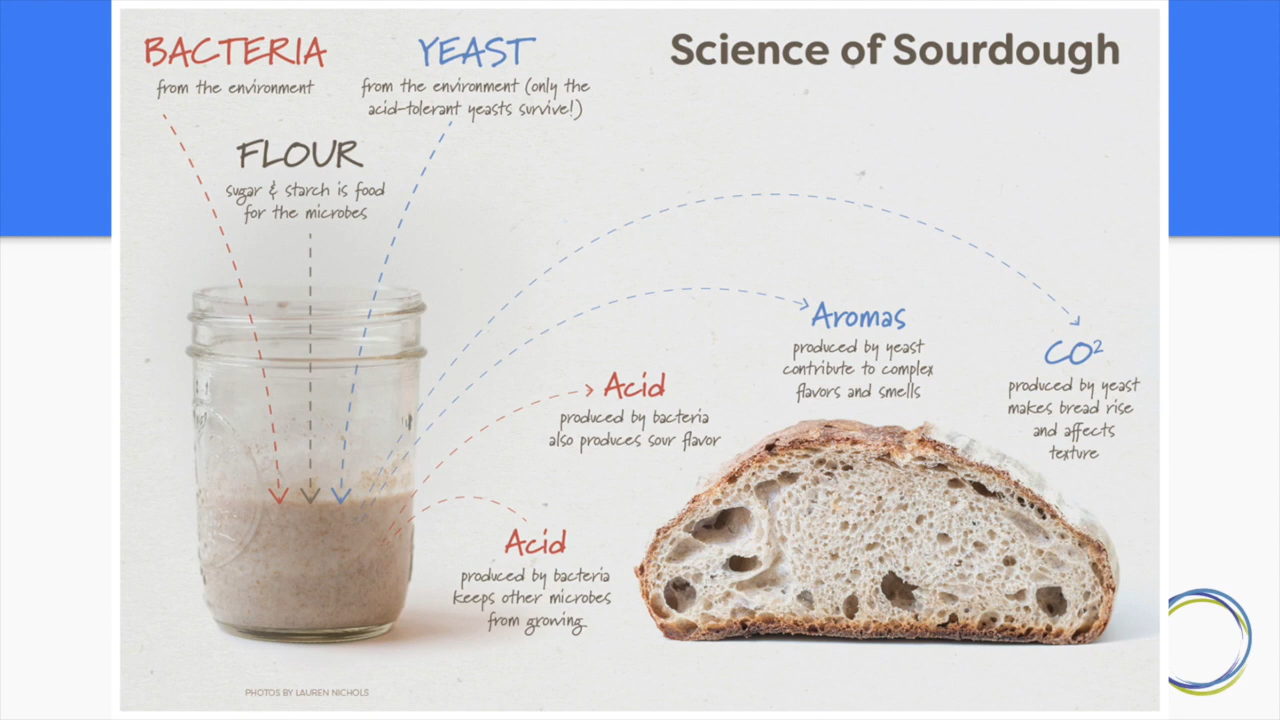 Science of Sourdough
BACTERIA
from the environment
YEAST
from the environment (only the
acid-tolerant yeasts survive!)
FLOUR
sugar & starch is food
for the microbes
Aromas
produced by yeast
contribute to complex
flavors and smells
CO²
produced by yeast
makes bread rise
and affects
texture
Acid
produced by bacteria
also produces sour flavor
Acid
produced by bacteria
keeps other microbes
from growing
PHOTOS BY LAUREN NICHOLS